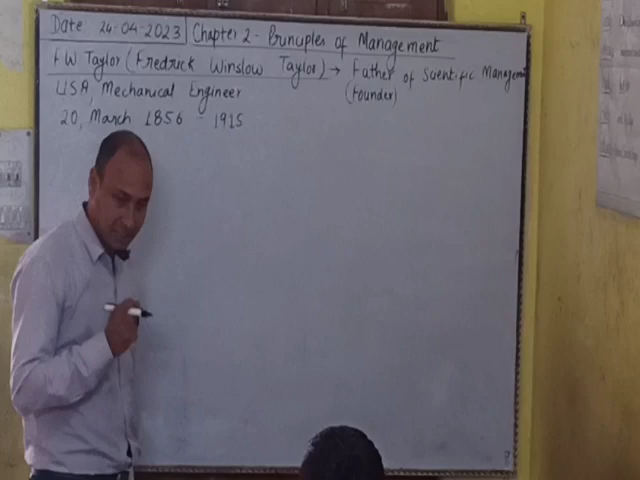 Date 24-04-2023 Chapter 2- Principles of Management
F W Taylor (Fredrick Winslow Taylor) → Father of Scientific Management
USA, Mechanical Engineer (Founder)
20, March 1856 - 1915